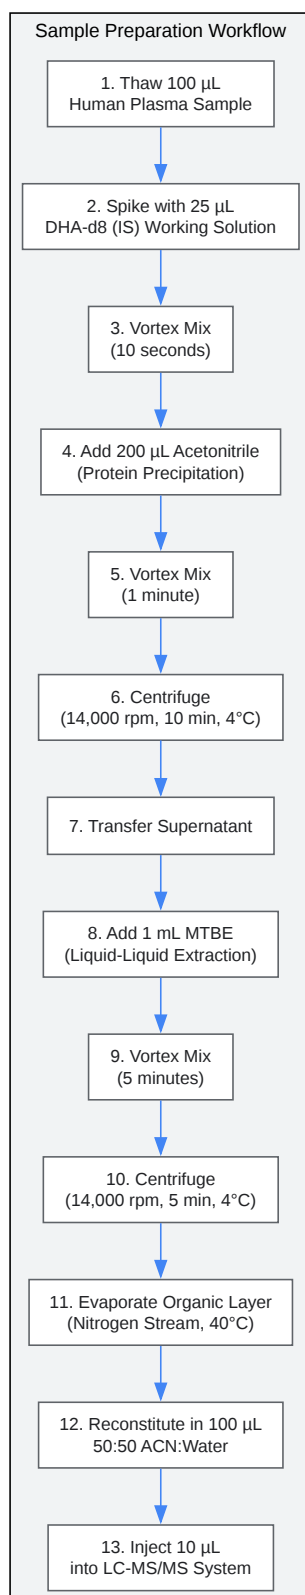 Sample Preparation Workflow
1. Thaw 100 µL
Human Plasma Sample
2. Spike with 25 µL
DHA-d8 (IS) Working Solution
3. Vortex Mix
(10 seconds)
4. Add 200 µL Acetonitrile
(Protein Precipitation)
5. Vortex Mix
(1 minute)
6. Centrifuge
(14,000 rpm, 10 min, 4°C)
7. Transfer Supernatant
8. Add 1 mL MTBE
(Liquid-Liquid Extraction)
9. Vortex Mix
(5 minutes)
10. Centrifuge
(14,000 rpm, 5 min, 4°C)
11. Evaporate Organic Layer
(Nitrogen Stream, 40°C)
12. Reconstitute in 100 µL
50:50 ACN:Water
13. Inject 10 µL
into LC-MS/MS System